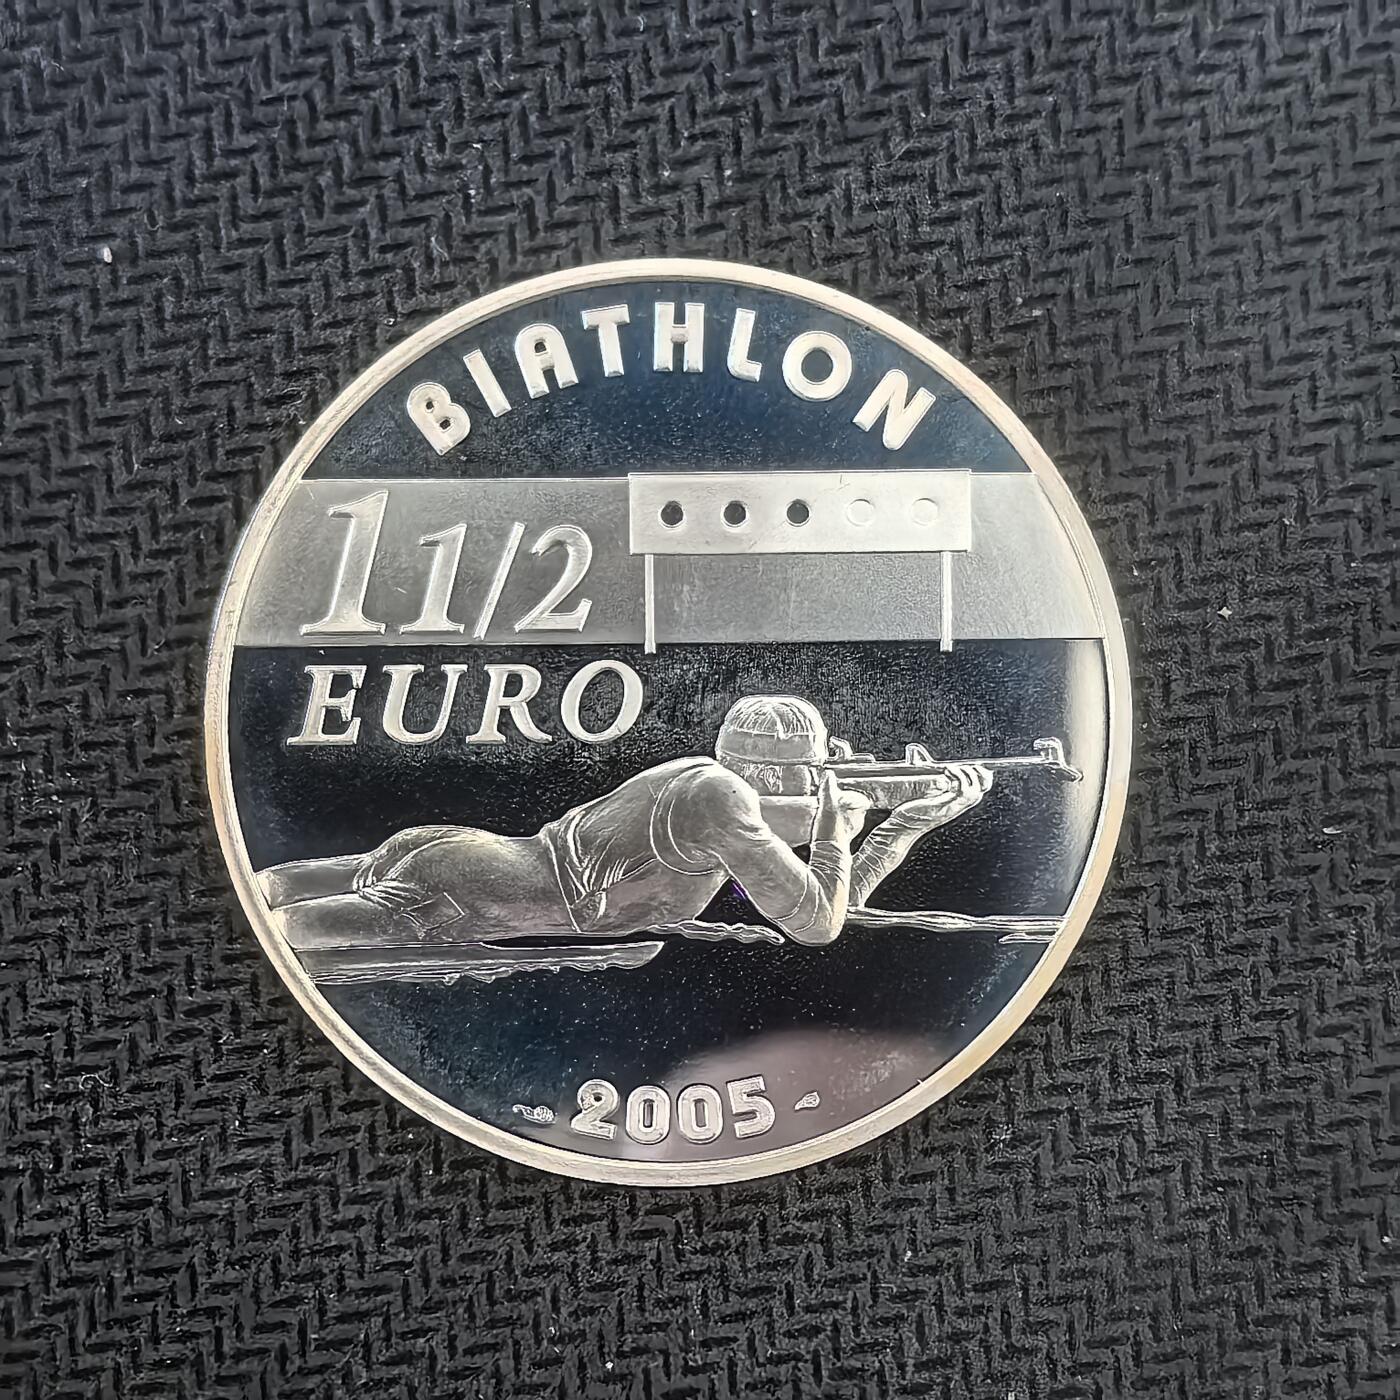 BIATHLON
1 1/2
EURO
2005